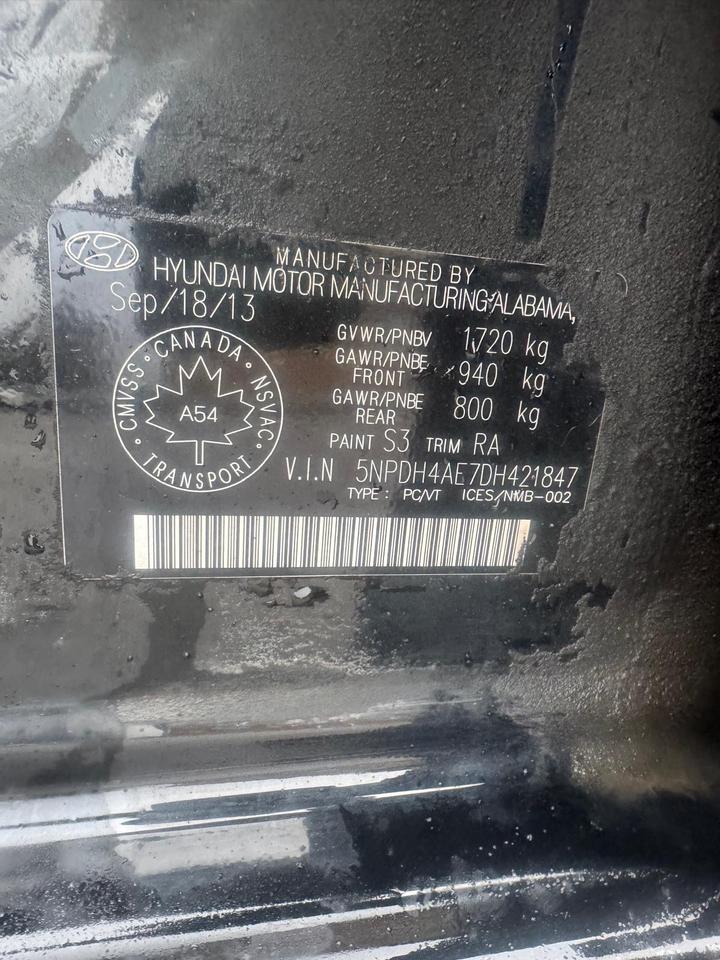 MANUFACTURED BY
HYUNDAI MOTOR MANUFACTURING ALABAMA,
Sep/18/13
GVWR/PNBV 1,720 kg
GAWR/PNBE FRONT 940 kg
GAWR/PNBE REAR 800 kg
CMVSS • CANADA • NSVAC • TRANSPORT •
A54
PAINT S3 TRIM RA
V.I.N 5NPDH4AE7DH421847
TYPE: PC/VT ICES/NMB-002